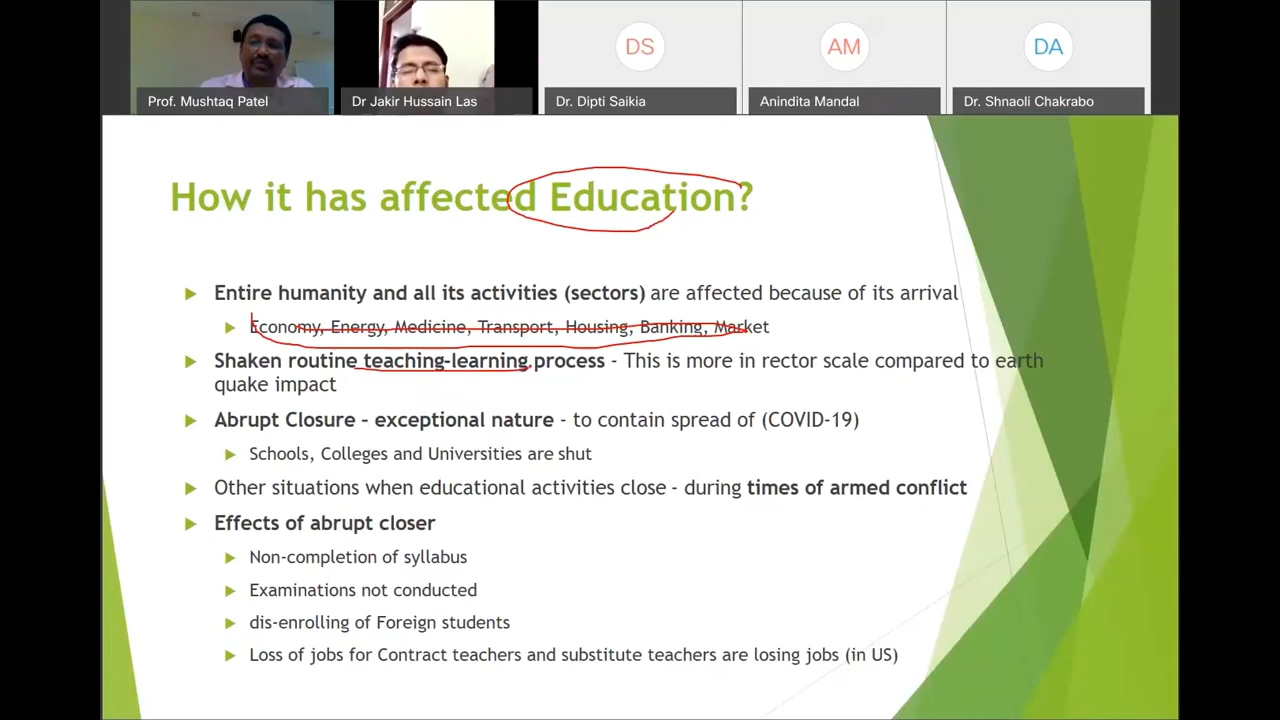 DS
AM
DA
Prof. Mushtaq Patel
Dr Jakir Hussain Las
Dr. Dipti Saikia
Anindita Mandal
Dr. Shnaoli Chakrabo
How it has affected Education?
Entire humanity and all its activities (sectors) are affected because of its arrival
Economy, Energy, Medicine, Transport, Housing, Banking, Market
Shaken routine teaching-learning process - This is more in rector scale compared to earth
quake impact
Abrupt Closure – exceptional nature - to contain spread of (COVID-19)
Schools, Colleges and Universities are shut
Other situations when educational activities close - during times of armed conflict
Effects of abrupt closer
Non-completion of syllabus
Examinations not conducted
dis-enrolling of Foreign students
Loss of jobs for Contract teachers and substitute teachers are losing jobs (in US)